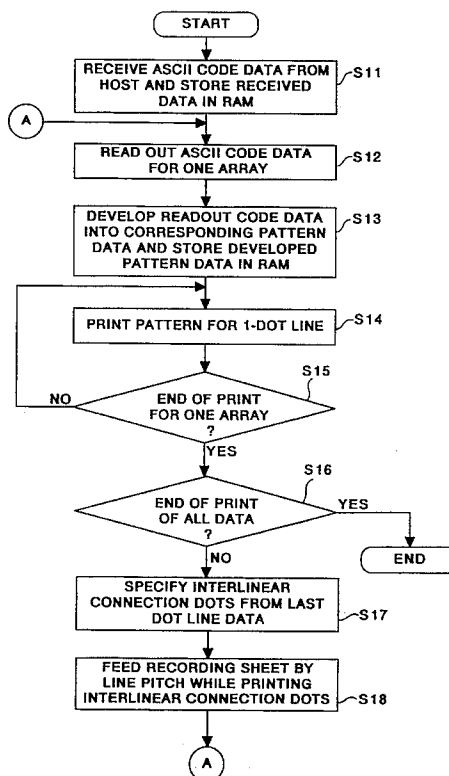 START
RECEIVE ASCII CODE DATA FROM
HOST AND STORE RECEIVED
DATA IN RAM
S11
A
READ OUT ASCII CODE DATA
FOR ONE ARRAY
S12
DEVELOP READOUT CODE DATA
INTO CORRESPONDING PATTERN
DATA AND STORE DEVELOPED
PATTERN DATA IN RAM
S13
PRINT PATTERN FOR 1-DOT LINE
S14
S15
END OF PRINT
FOR ONE ARRAY
?
NO
YES
S16
END OF PRINT
OF ALL DATA
?
YES
NO
END
SPECIFY INTERLINEAR
CONNECTION DOTS FROM LAST
DOT LINE DATA
S17
FEED RECORDING SHEET BY
LINE PITCH WHILE PRINTING
INTERLINEAR CONNECTION DOTS
S18
A